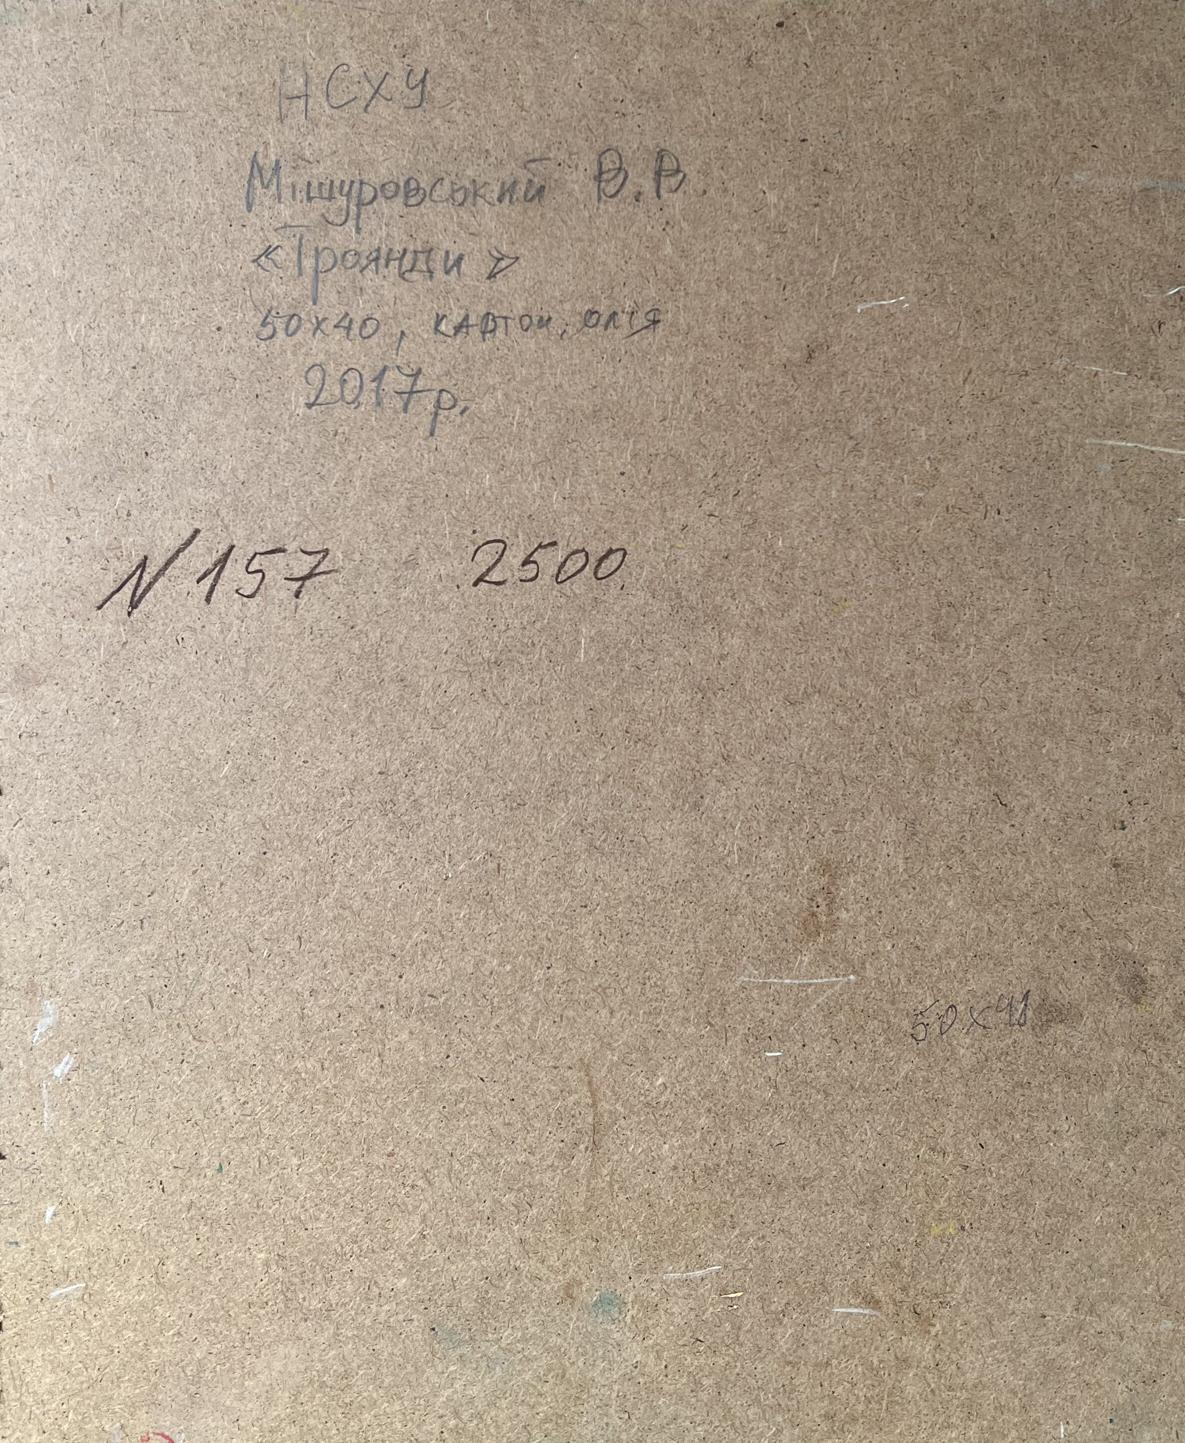 НСХУ
Мішуровський В.В.
«Троянди»
50х40, картон, олія
2017р.
N 157 2500
50х41